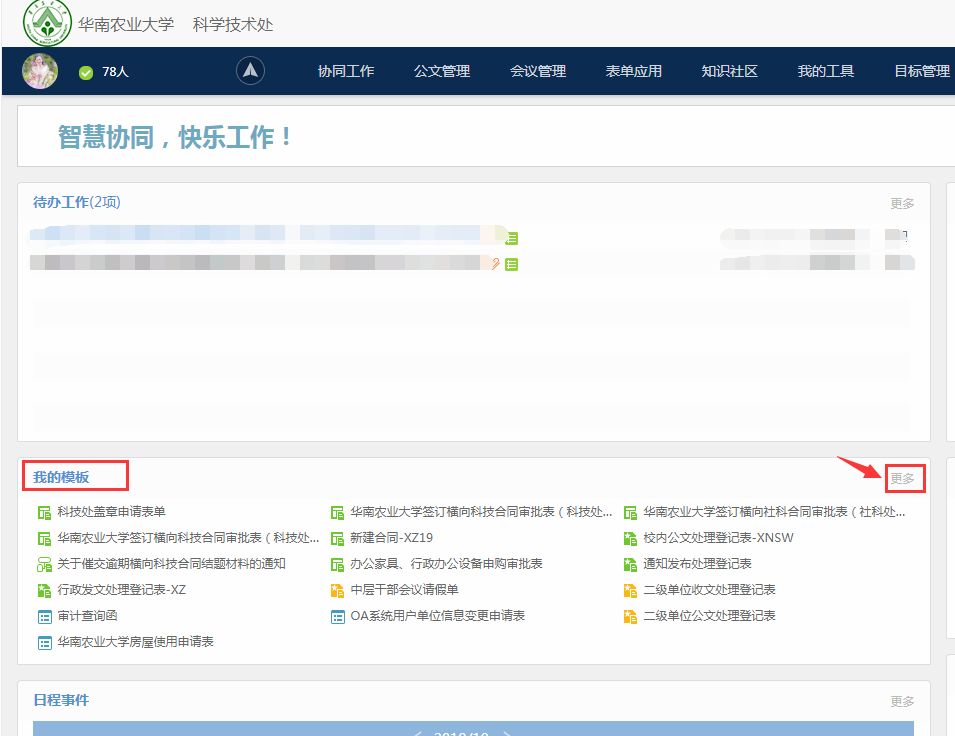 华南农业大学 科学技术处
78人 协同工作 公文管理 会议管理 表单应用 知识社区 我的工具 目标管理
智慧协同，快乐工作！
待办工作(2项) 更多
我的模板 更多
科技处盖章申请表单 华南农业大学签订横向科技合同审批表（科技处... 华南农业大学签订横向社科合同审批表（社科处...
华南农业大学签订横向科技合同审批表（科技处... 新建合同-XZ19 校内公文处理登记表-XNSW
关于催交逾期横向科技合同结题材料的通知 办公家具、行政办公设备申购审批表 通知发布处理登记表
行政发文处理登记表-XZ 中层干部会议请假单 二级单位收文处理登记表
审计查询函 OA系统用户单位信息变更申请表 二级单位公文处理登记表
华南农业大学房屋使用申请表
日程事件 更多
2019/10